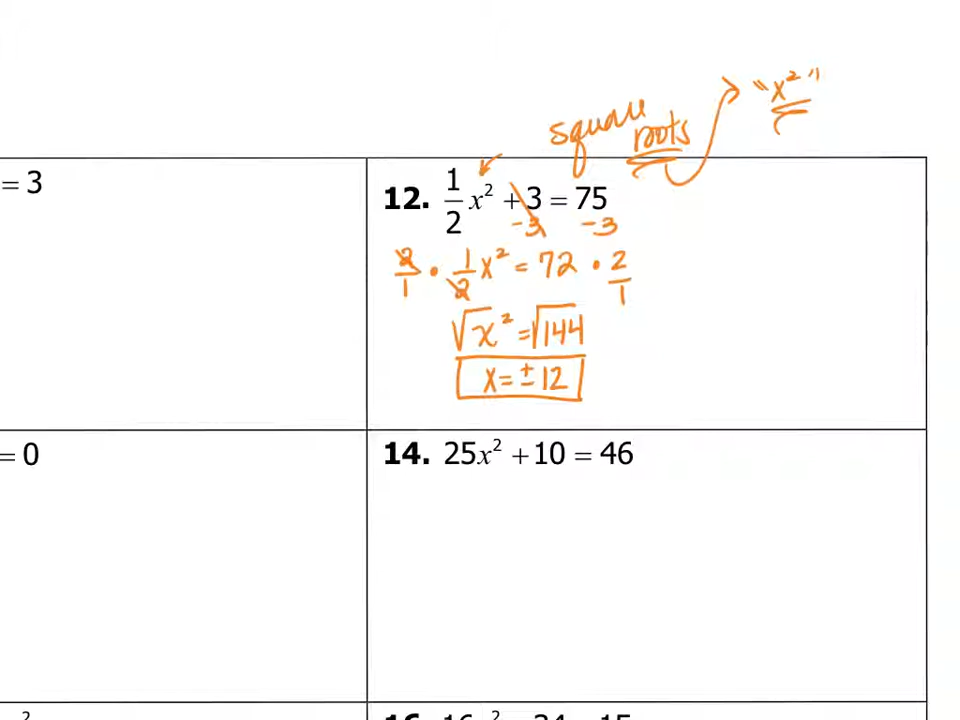 "x²"
square
roots
= 3
12. 1/2 x² + 3 = 75
-3 -3
2/1 • 1/2 x² = 72 • 2/1
√x² = √144
x = ± 12
= 0
14. 25x² + 10 = 46